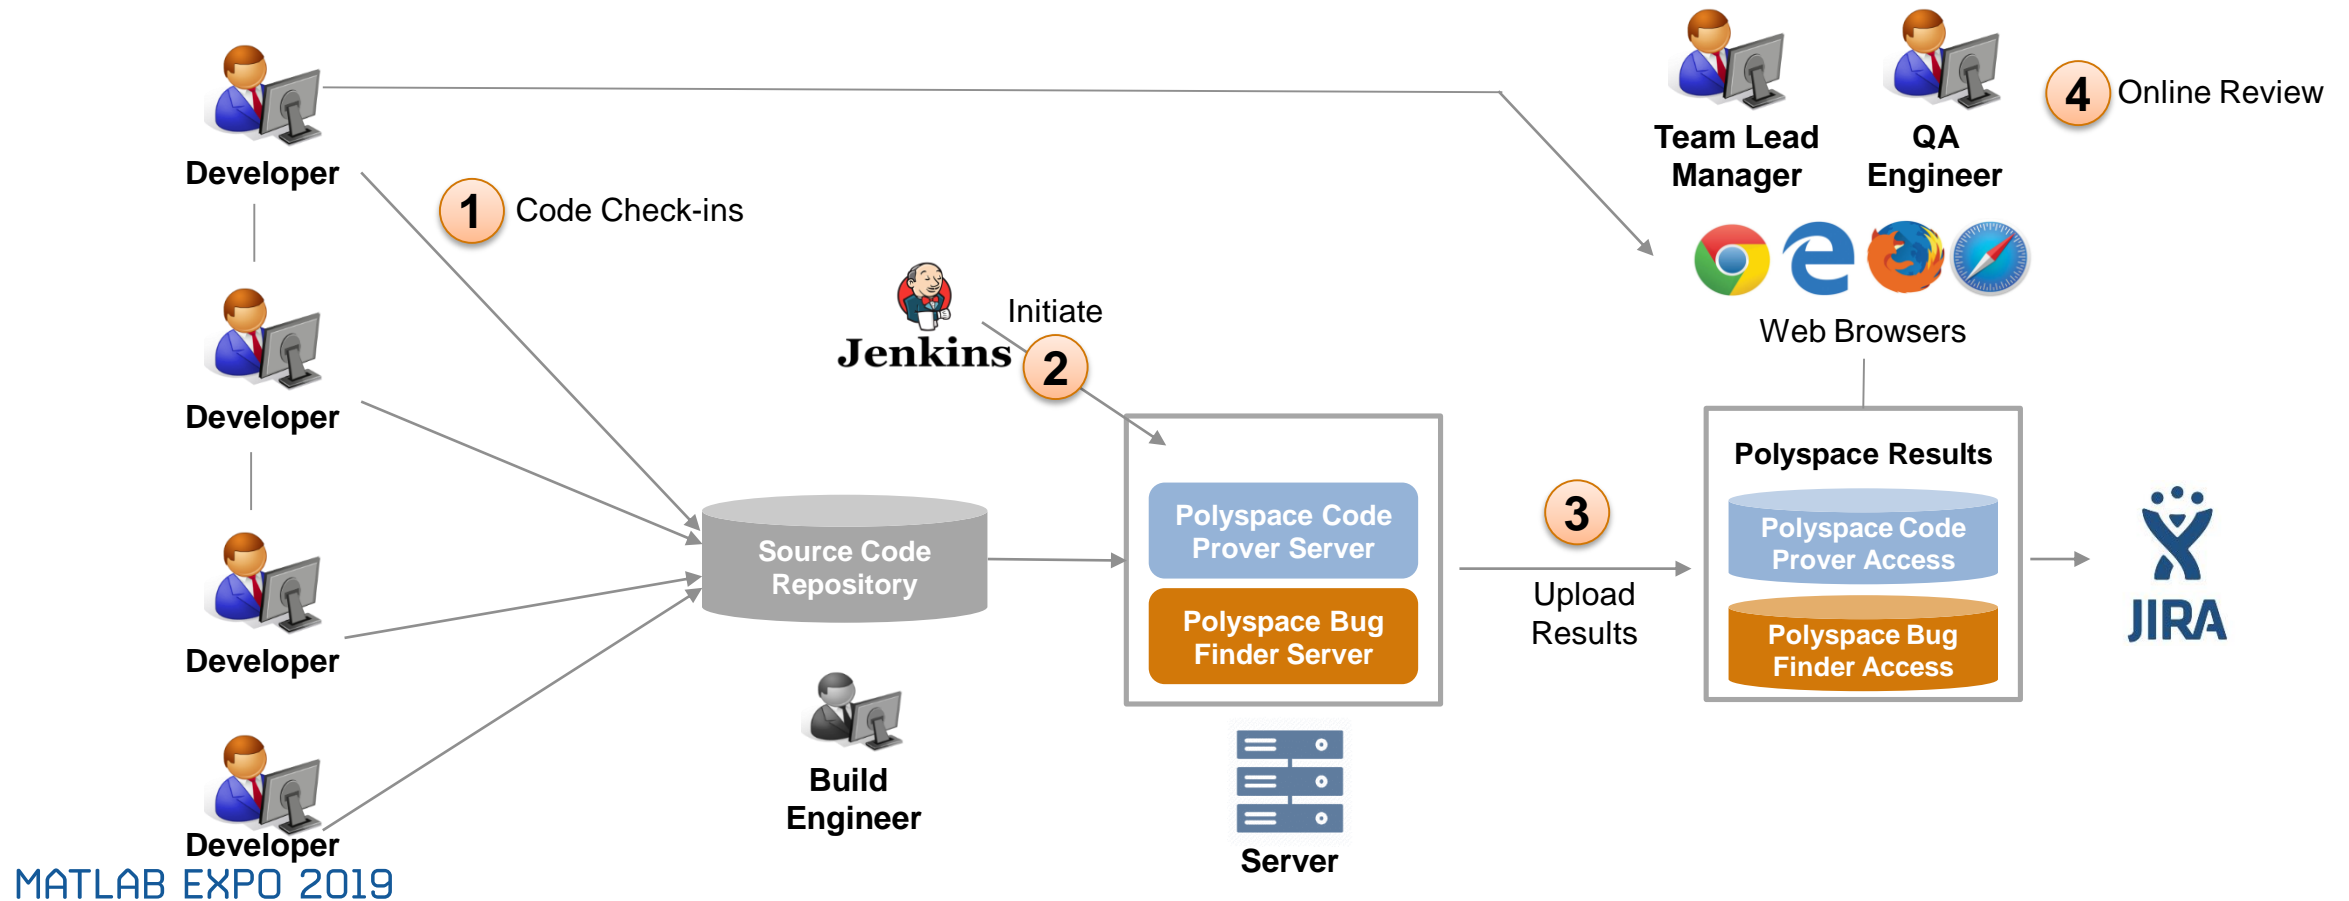 Developer
1
Code Check-ins
Developer
Developer
Developer
Jenkins
Initiate
2
Source Code
Repository
Build
Engineer
Polyspace Code
Prover Server
Polyspace Bug
Finder Server
Server
3
Upload
Results
Team Lead
Manager
QA
Engineer
4
Online Review
Web Browsers
Polyspace Results
Polyspace Code
Prover Access
Polyspace Bug
Finder Access
JIRA
MATLAB EXPO 2019